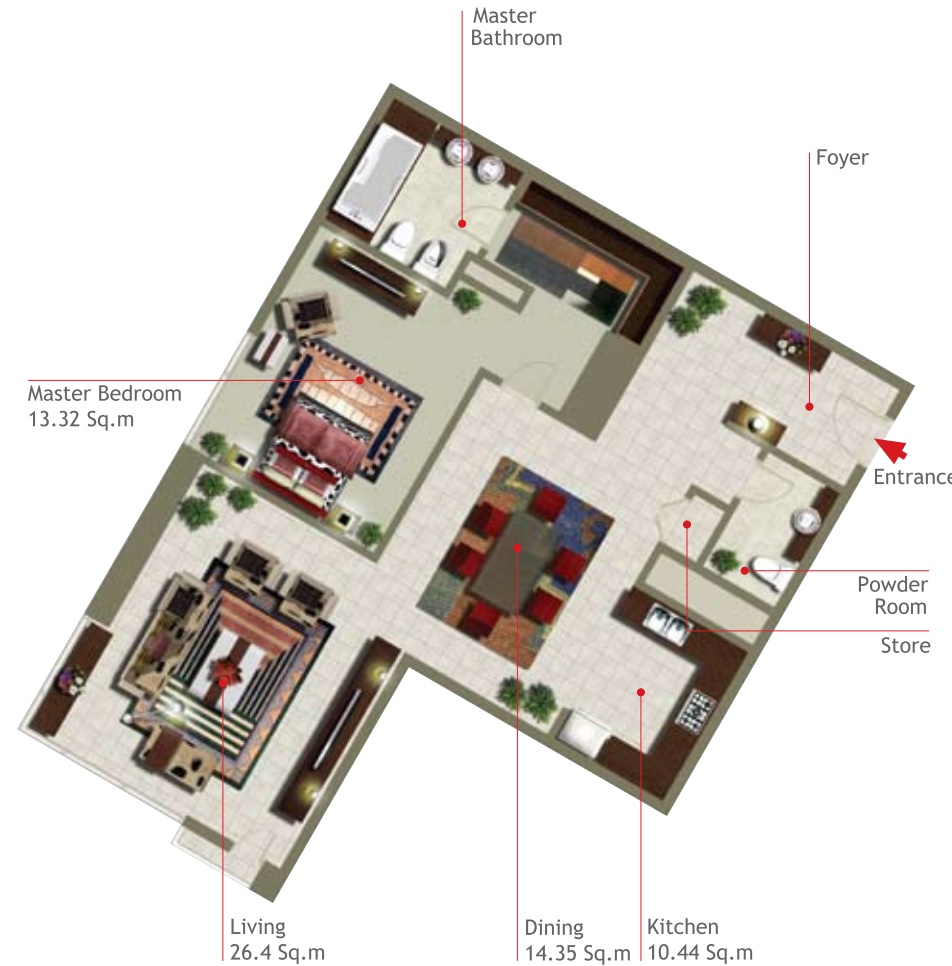 Master
Bathroom
Foyer
Master Bedroom
13.32 Sq.m
Entrance
Powder
Room
Store
Living
26.4 Sq.m
Dining
14.35 Sq.m
Kitchen
10.44 Sq.m